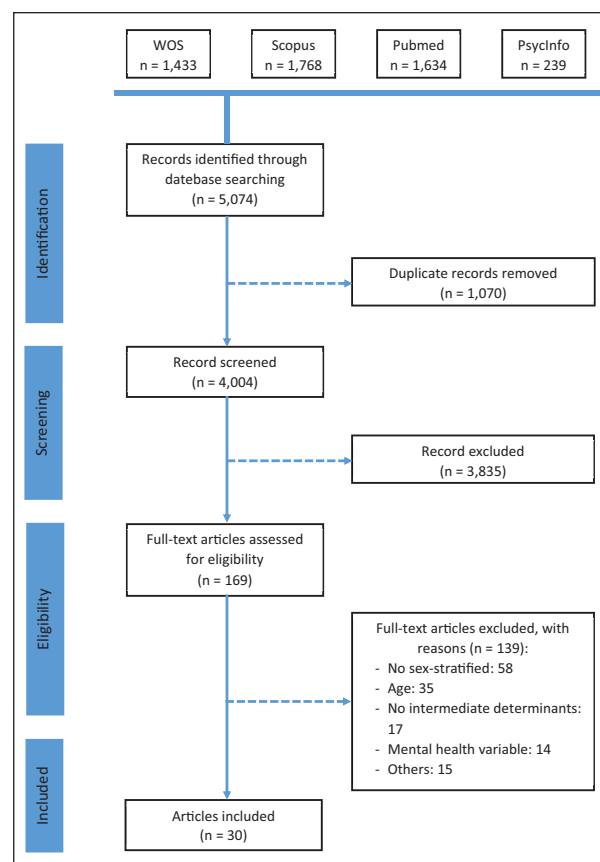 WOS
n = 1,433
Scopus
n = 1,768
Pubmed
n = 1,634
PsycInfo
n = 239
Identification
Records identified through
datebase searching
(n = 5,074)
Duplicate records removed
(n = 1,070)
Screening
Record screened
(n = 4,004)
Record excluded
(n = 3,835)
Eligibility
Full-text articles assessed
for eligibility
(n = 169)
Full-text articles excluded, with
reasons (n = 139):
- No sex-stratified: 58
- Age: 35
- No intermediate determinants:
17
- Mental health variable: 14
- Others: 15
Included
Articles included
(n = 30)